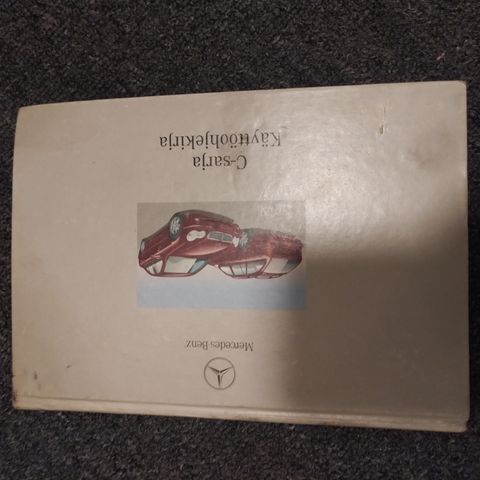 C-sarja
Käyttöohjekirja
Mercedes Benz